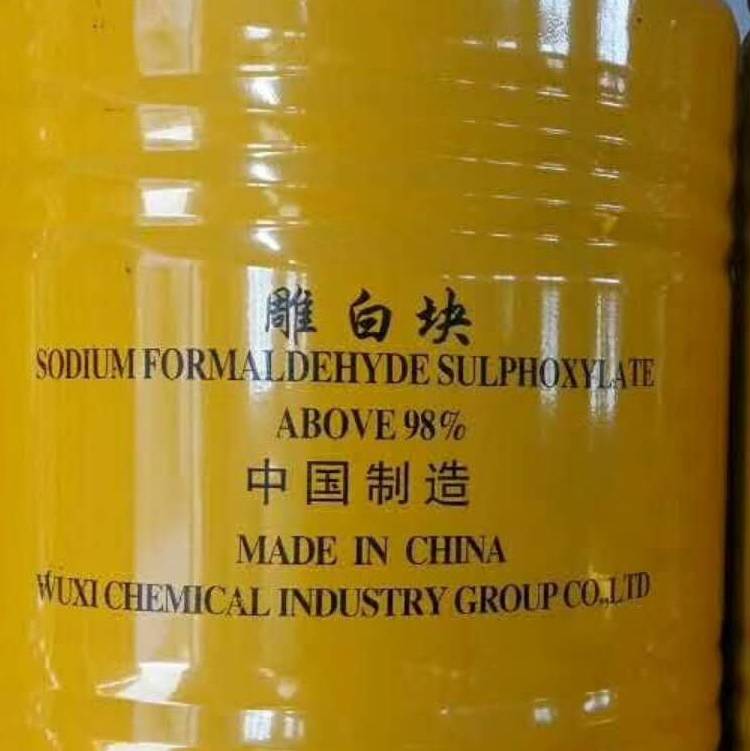 雕白块
SODIUM FORMALDEHYDE SULPHOXYLATE
ABOVE 98%
中国制造
MADE IN CHINA
WUXI CHEMICAL INDUSTRY GROUP CO.,LTD